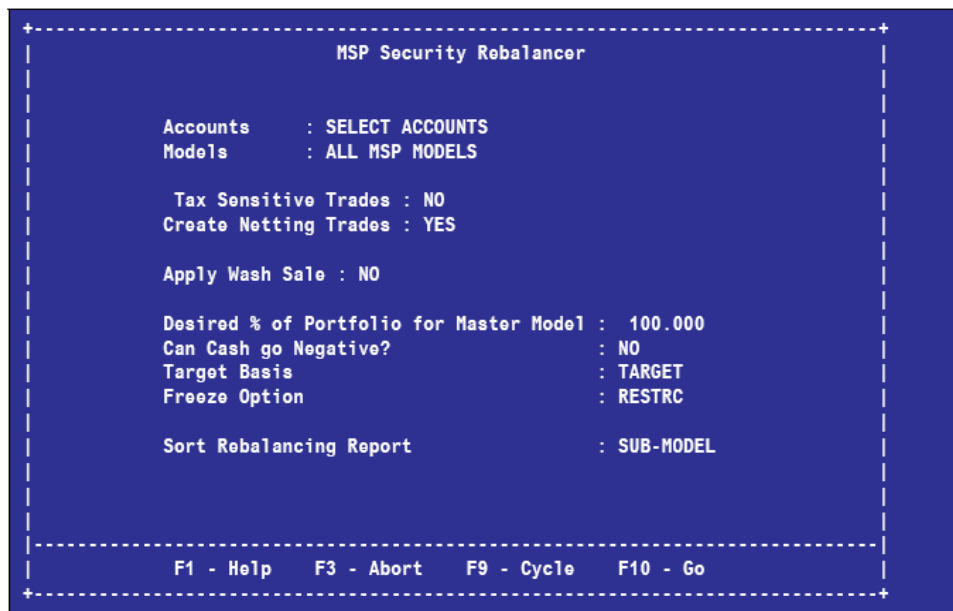 MSP Security Rebalancer
Accounts : SELECT ACCOUNTS
Models : ALL MSP MODELS
Tax Sensitive Trades : NO
Create Netting Trades : YES
Apply Wash Sale : NO
Desired % of Portfolio for Master Model : 100.000
Can Cash go Negative? : NO
Target Basis : TARGET
Freeze Option : RESTRC
Sort Rebalancing Report : SUB-MODEL
F1 - Help F3 - Abort F9 - Cycle F10 - Go